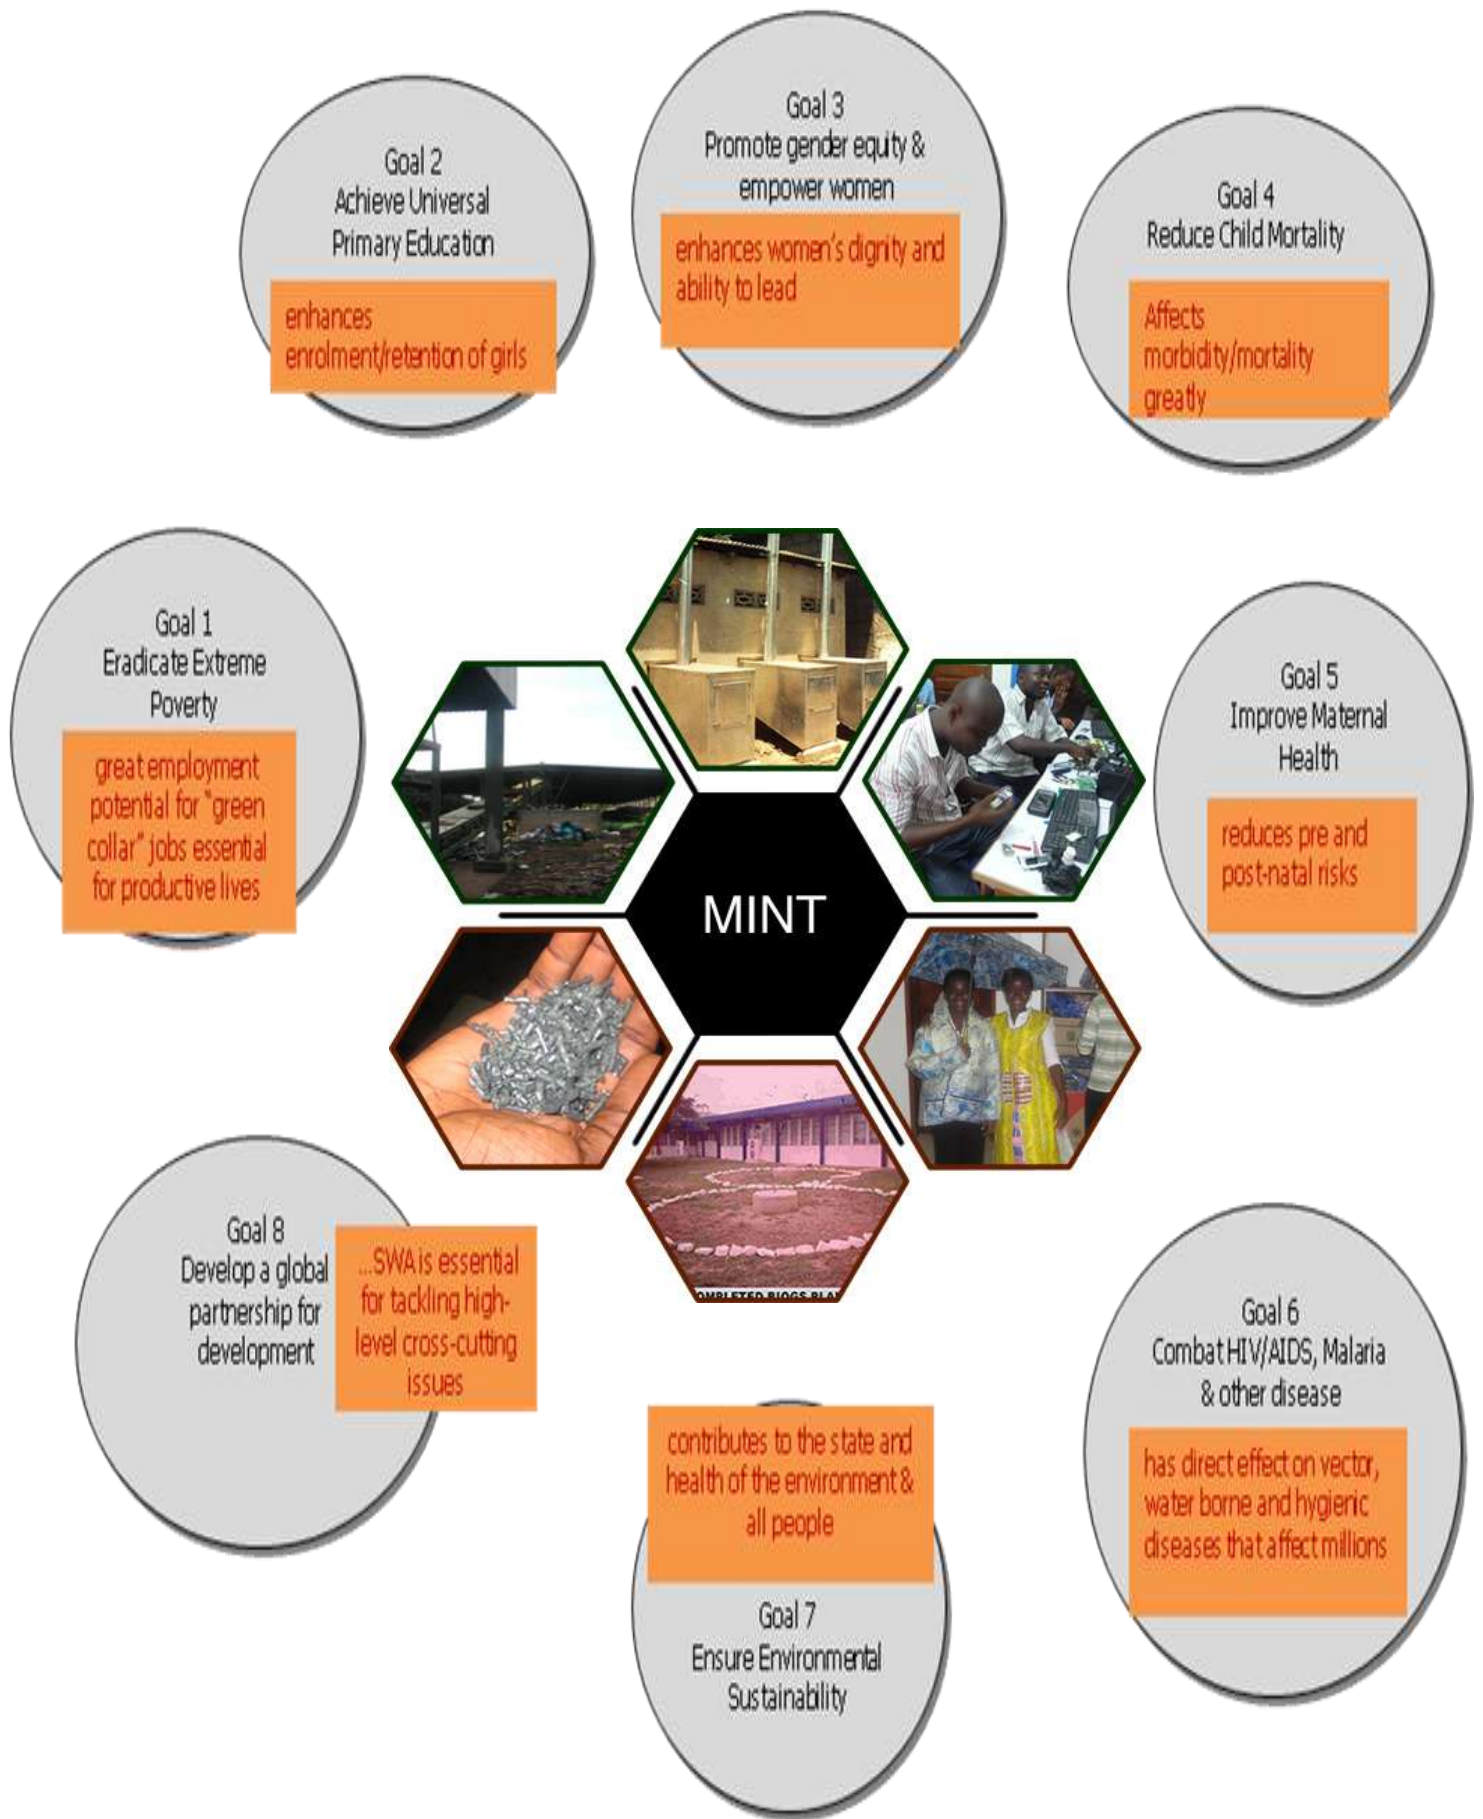 Goal 1
Eradicate Extreme
Poverty
great employment
potential for "green
collar" jobs essential
for productive lives
Goal 2
Achieve Universal
Primary Education
enhances
enrolment/retention of girls
Goal 3
Promote gender equity &
empower women
enhances women's dignity and
ability to lead
Goal 4
Reduce Child Mortality
Affects
morbidity/mortality
greatly
Goal 5
Improve Maternal
Health
reduces pre and
post-natal risks
Goal 6
Combat HIV/AIDS, Malaria
& other disease
has direct effect on vector,
water borne and hygienic
diseases that affect millions
contributes to the state and
health of the environment &
all people
Goal 7
Ensure Environmental
Sustainability
Goal 8
Develop a global
partnership for
development
...SWA is essential
for tackling high-
level cross-cutting
issues
MINT